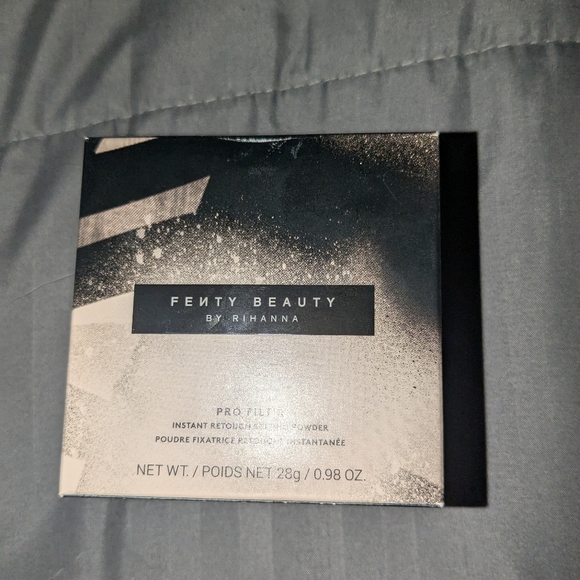 FEИTY BEAUTY
BY RIHANNA
PRO FILT'R
INSTANT RETOUCH SETTING POWDER
POUDRE FIXATRICE RETOUCHE INSTANTANÉE
NET WT. / POIDS NET 28g / 0.98 OZ.